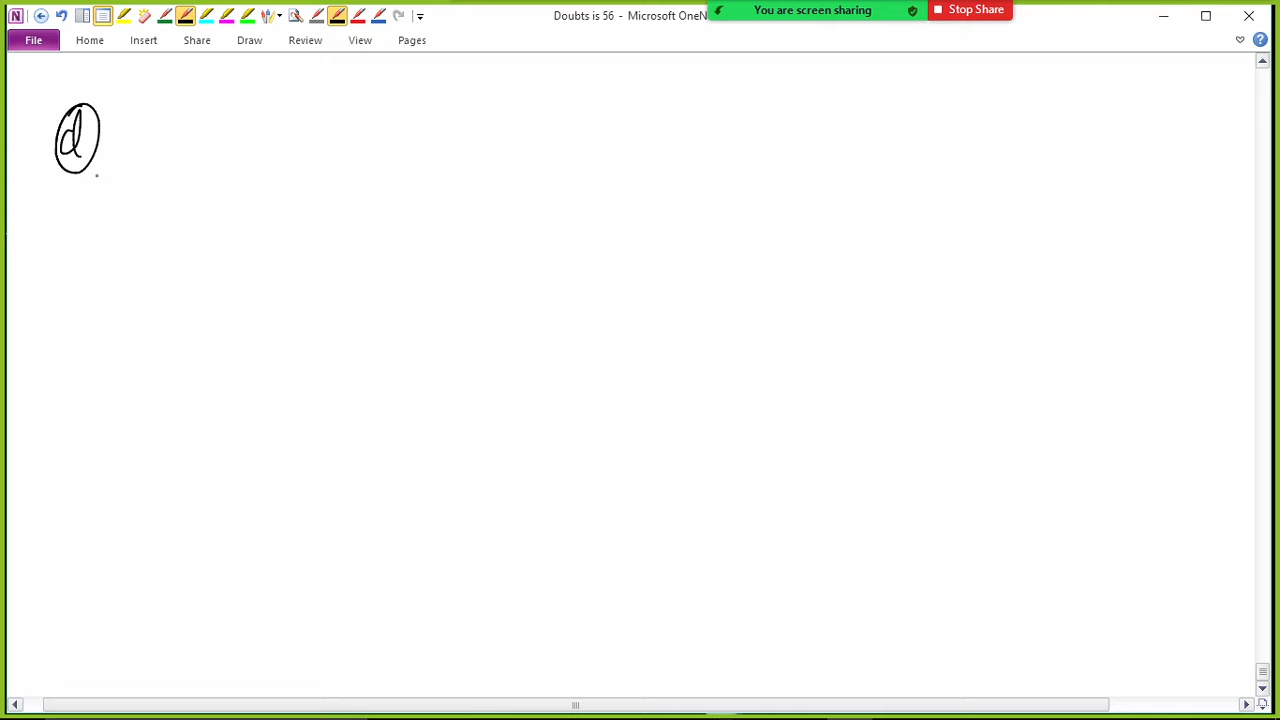 Doubts is 56 - Microsoft OneN
You are screen sharing
Stop Share
File Home Insert Share Draw Review View Pages
d